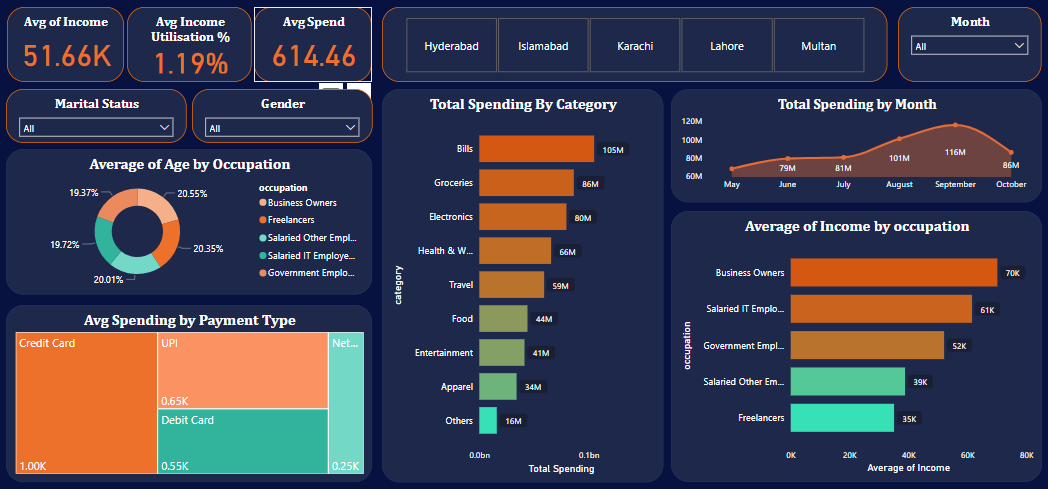 Avg of Income
51.66K
Avg Income
Utilisation %
1.19%
Avg Spend
614.46
Hyderabad
Islamabad
Karachi
Lahore
Multan
Month
All
Marital Status
All
Gender
All
Average of Age by Occupation
19.37%
20.55%
19.72%
20.35%
20.01%
occupation
Business Owners
Freelancers
Salaried Other Empl...
Salaried IT Employe...
Government Emplo...
Avg Spending by Payment Type
Credit Card
1.00K
UPI
0.65K
Debit Card
0.55K
Net...
0.25K
Total Spending By Category
category
Bills
105M
Groceries
86M
Electronics
80M
Health & W...
66M
Travel
59M
Food
44M
Entertainment
41M
Apparel
34M
Others
16M
0.0bn
0.1bn
Total Spending
Total Spending by Month
120M
100M
80M
60M
79M
81M
101M
116M
86M
May
June
July
August
September
October
Average of Income by occupation
occupation
Business Owners
70K
Salaried IT Emplo...
61K
Government Empl...
52K
Salaried Other Em...
39K
Freelancers
35K
0K
20K
40K
60K
80K
Average of Income